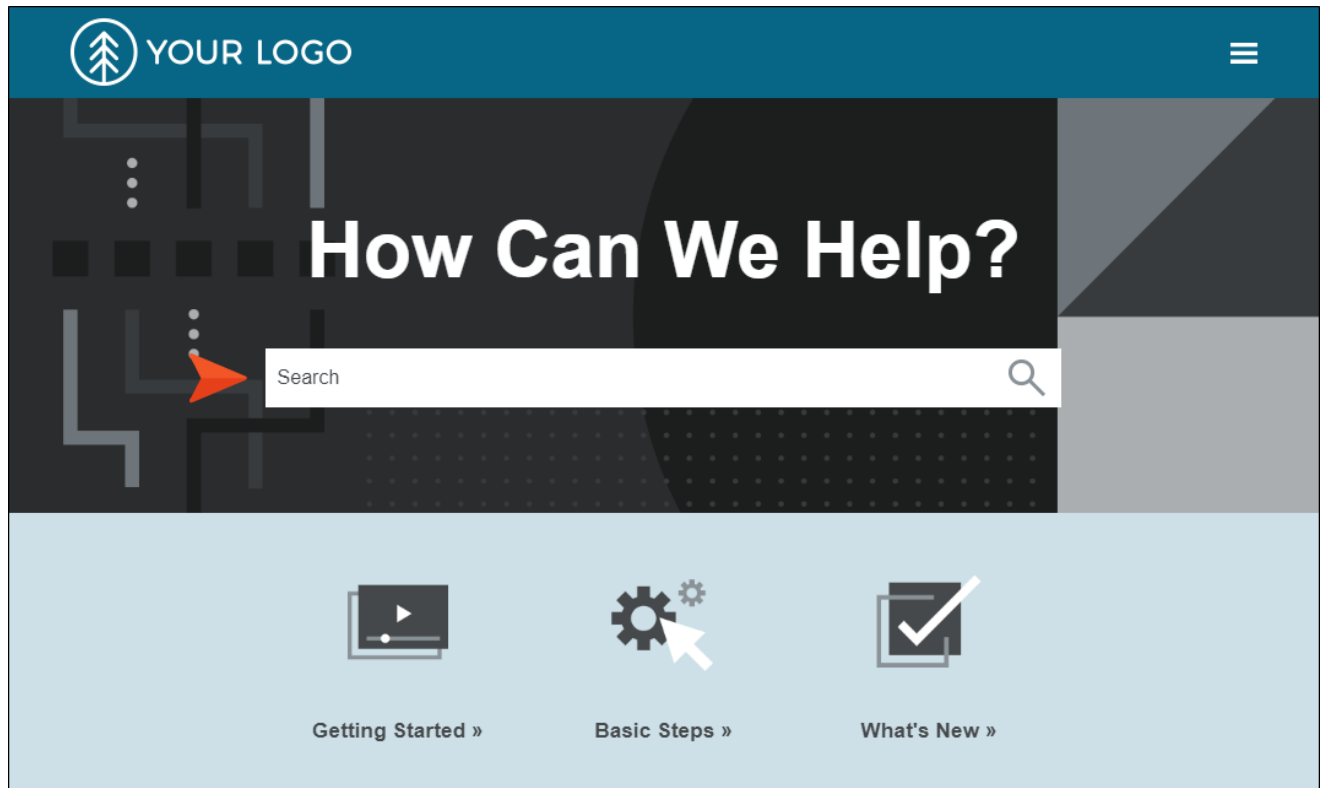 YOUR LOGO
How Can We Help?
Search
Getting Started »
Basic Steps »
What's New »